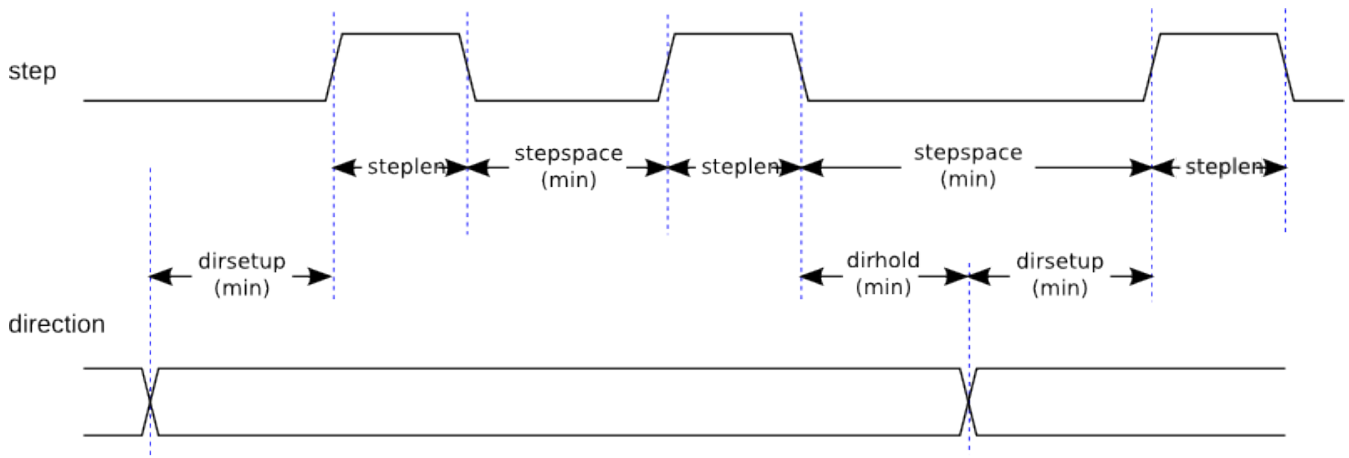 step
steplen
stepspace
(min)
steplen
stepspace
(min)
steplen
dirsetup
(min)
dirhold
(min)
dirsetup
(min)
direction